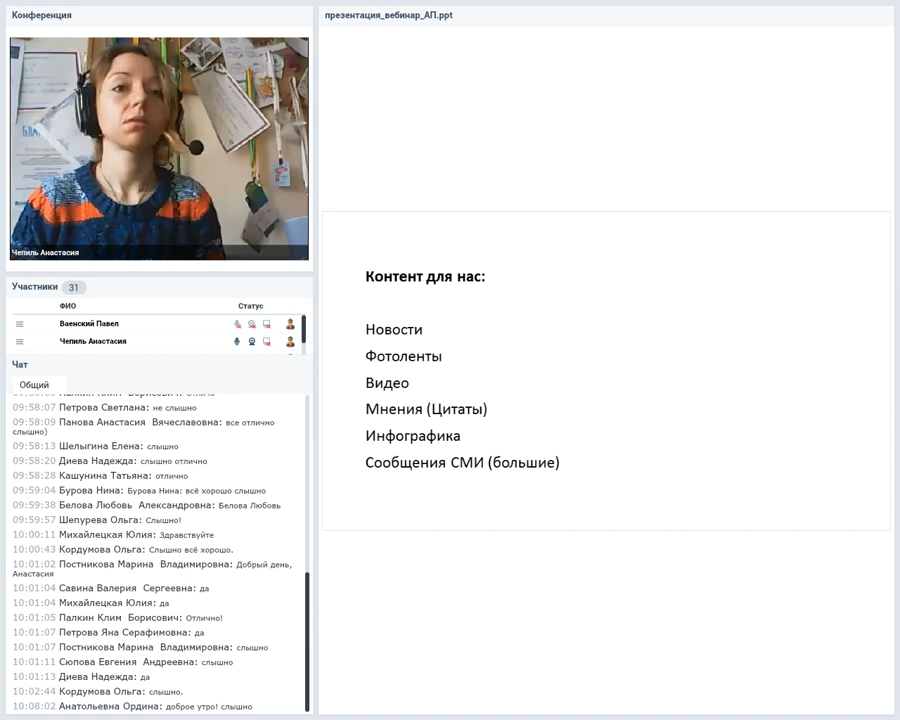 Конференция
Чепиль Анастасия
Участники 31
ФИО Статус
Ваенский Павел
Чепиль Анастасия
Чат
Общий
09:58:07 Петрова Светлана: не слышно
09:58:09 Панова Анастасия Вячеславовна: все отлично
слышно)
09:58:13 Шелыгина Елена: слышно
09:58:20 Диева Надежда: слышно отлично
09:58:28 Кашунина Татьяна: отлично
09:59:04 Бурова Нина: Бурова Нина: всё хорошо слышно
09:59:38 Белова Любовь Александровна: Белова Любовь
09:59:57 Шепурева Ольга: Слышно!
10:00:11 Михайлецкая Юлия: Здравствуйте
10:00:43 Кордумова Ольга: Слышно всё хорошо.
10:01:02 Постникова Марина Владимировна: Добрый день,
Анастасия
10:01:04 Савина Валерия Сергеевна: да
10:01:04 Михайлецкая Юлия: да
10:01:05 Палкин Клим Борисович: Отлично!
10:01:07 Петрова Яна Серафимовна: да
10:01:07 Постникова Марина Владимировна: слышно
10:01:11 Сюпова Евгения Андреевна: слышно
10:01:13 Диева Надежда: да
10:02:44 Кордумова Ольга: слышно.
10:08:02 Анатольевна Ордина: доброе утро! слышно
презентация_вебинар_АП.ppt
Контент для нас:
Новости
Фотоленты
Видео
Мнения (Цитаты)
Инфографика
Сообщения СМИ (большие)